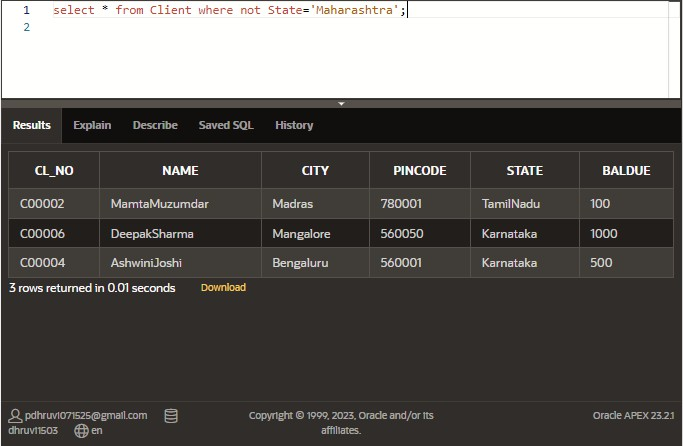 1 select * from Client where not State='Maharashtra';
2
Results Explain Describe Saved SQL History
CL_NO NAME CITY PINCODE STATE BALDUE
C00002 MamtaMuzumdar Madras 780001 TamilNadu 100
C00006 DeepakSharma Mangalore 560050 Karnataka 1000
C00004 AshwiniJoshi Bengaluru 560001 Karnataka 500
3 rows returned in 0.01 seconds Download
pdhruvi071525@gmail.com Copyright © 1999, 2023, Oracle and/or its Oracle APEX 23.2.1
dhruvi1503 en affiliates.